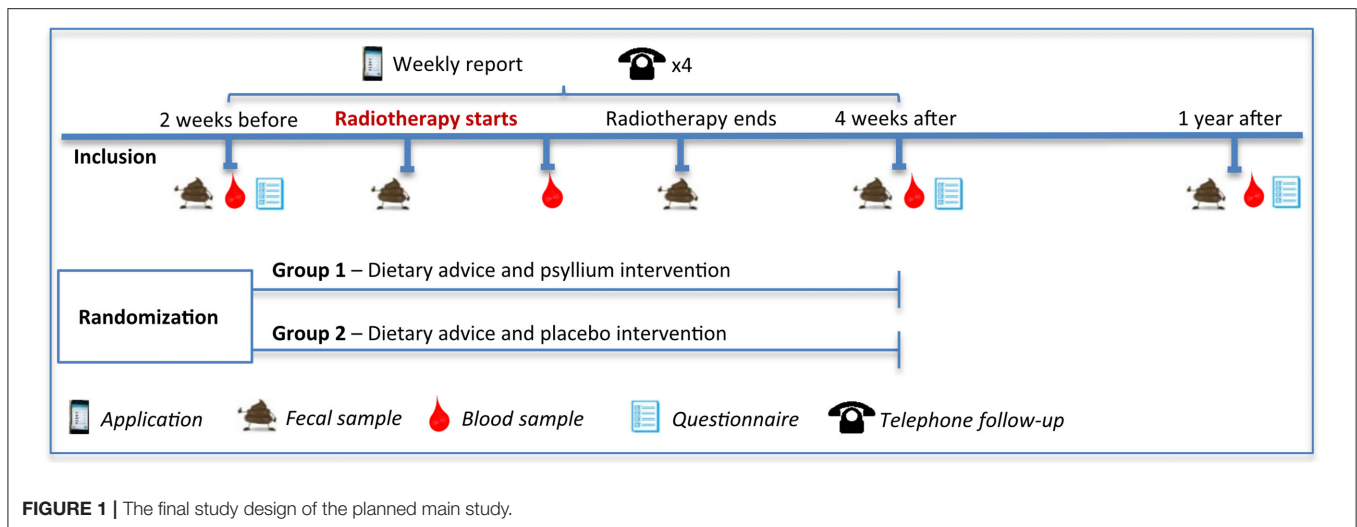 Weekly report x4
2 weeks before Radiotherapy starts Radiotherapy ends 4 weeks after 1 year after
Inclusion
Group 1 – Dietary advice and psyllium intervention
Randomization
Group 2 – Dietary advice and placebo intervention
Application Fecal sample Blood sample Questionnaire Telephone follow-up
FIGURE 1 | The final study design of the planned main study.